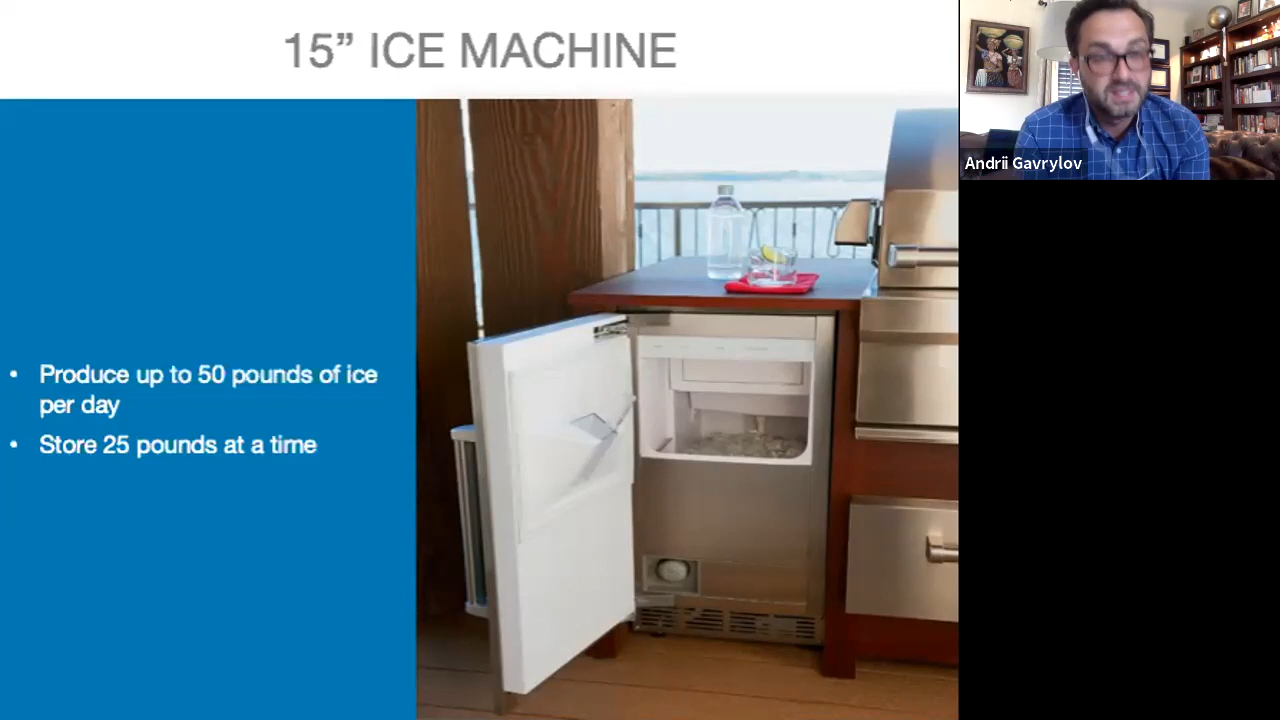 15” ICE MACHINE
• Produce up to 50 pounds of ice
per day
• Store 25 pounds at a time
Andrii Gavrylov